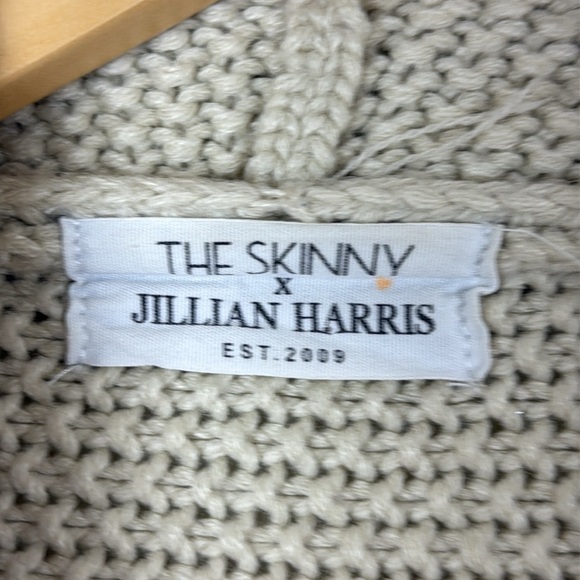 THE SKINNY
X
JILLIAN HARRIS
EST. 2009